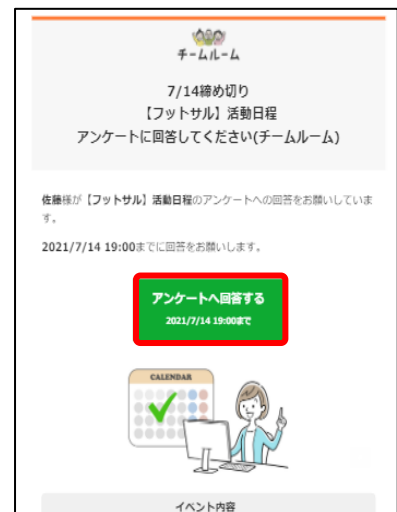 チームルーム
7/14締め切り
【フットサル】活動日程
アンケートに回答してください(チームルーム)
佐藤様が【フットサル】活動日程のアンケートへの回答をお願いしていま
す。
2021/7/14 19:00までに回答をお願いします。
アンケートへ回答する
2021/7/14 19:00まで
CALENDAR
イベント内容